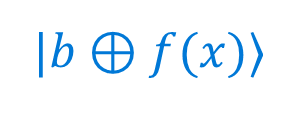 |b ⊕ f(x)⟩